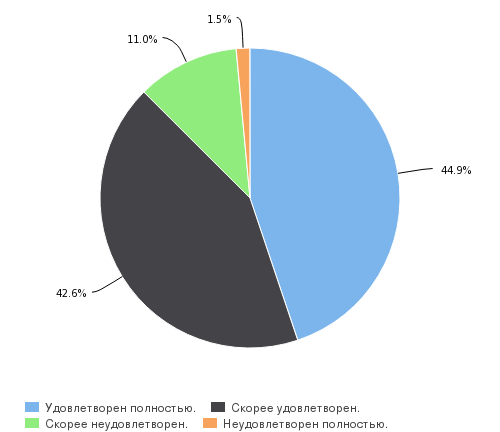 1.5%
11.0%
44.9%
42.6%
Удовлетворен полностью. Скорее удовлетворен.
Скорее неудовлетворен. Неудовлетворен полностью.